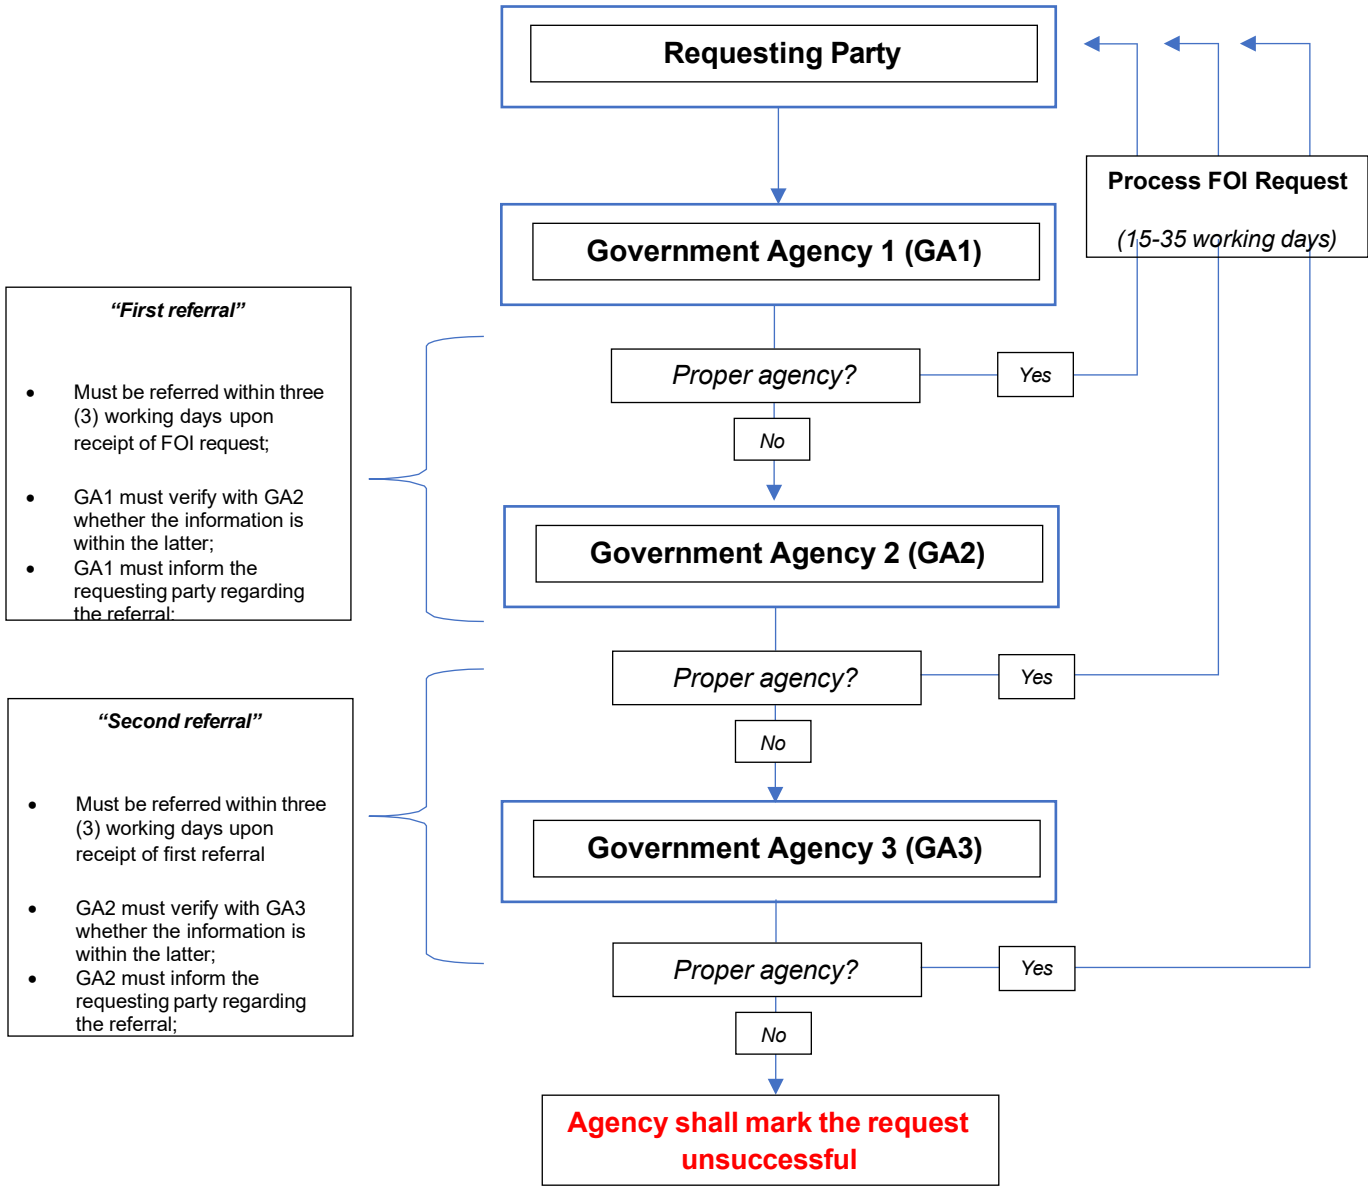 Requesting Party
Process FOI Request
(15-35 working days)
Government Agency 1 (GA1)
“First referral”
• Must be referred within three
(3) working days upon
receipt of FOI request;
• GA1 must verify with GA2
whether the information is
within the latter;
• GA1 must inform the
requesting party regarding
the referral;
Proper agency?
Yes
No
Government Agency 2 (GA2)
Proper agency?
Yes
No
“Second referral”
• Must be referred within three
(3) working days upon
receipt of first referral
• GA2 must verify with GA3
whether the information is
within the latter;
• GA2 must inform the
requesting party regarding
the referral;
Government Agency 3 (GA3)
Proper agency?
Yes
No
Agency shall mark the request
unsuccessful